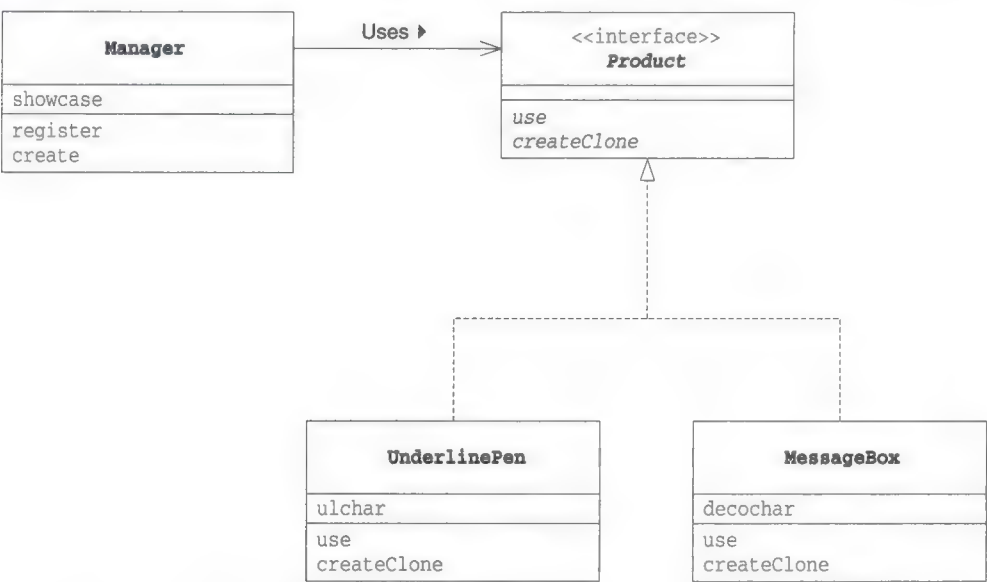 Manager
showcase
register
create
Uses
<<interface>>
Product
use
createClone
UnderlinePen
ulchar
use
createClone
MessageBox
decochar
use
createClone